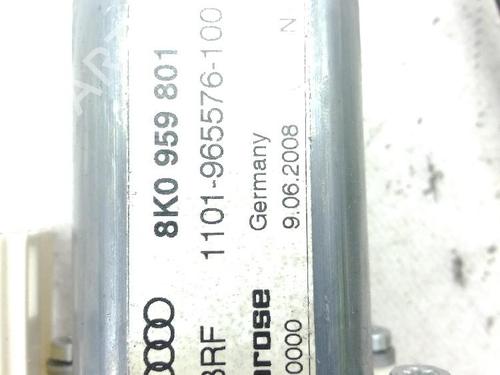 8K0 959 801
1101-965576-100
BRF
Germany
rose
9.06.2008 N
0000